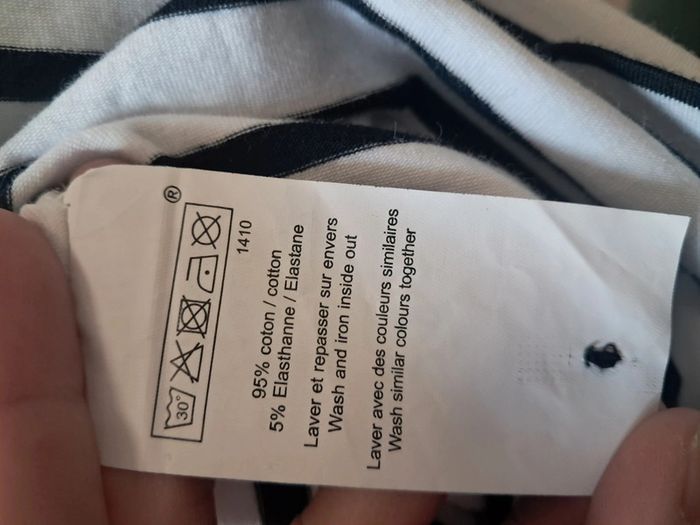 ®
30°
1410
95% coton / cotton
5% Elasthanne / Elastane
Laver et repasser sur envers
Wash and iron inside out
Laver avec des couleurs similaires
Wash similar colours together